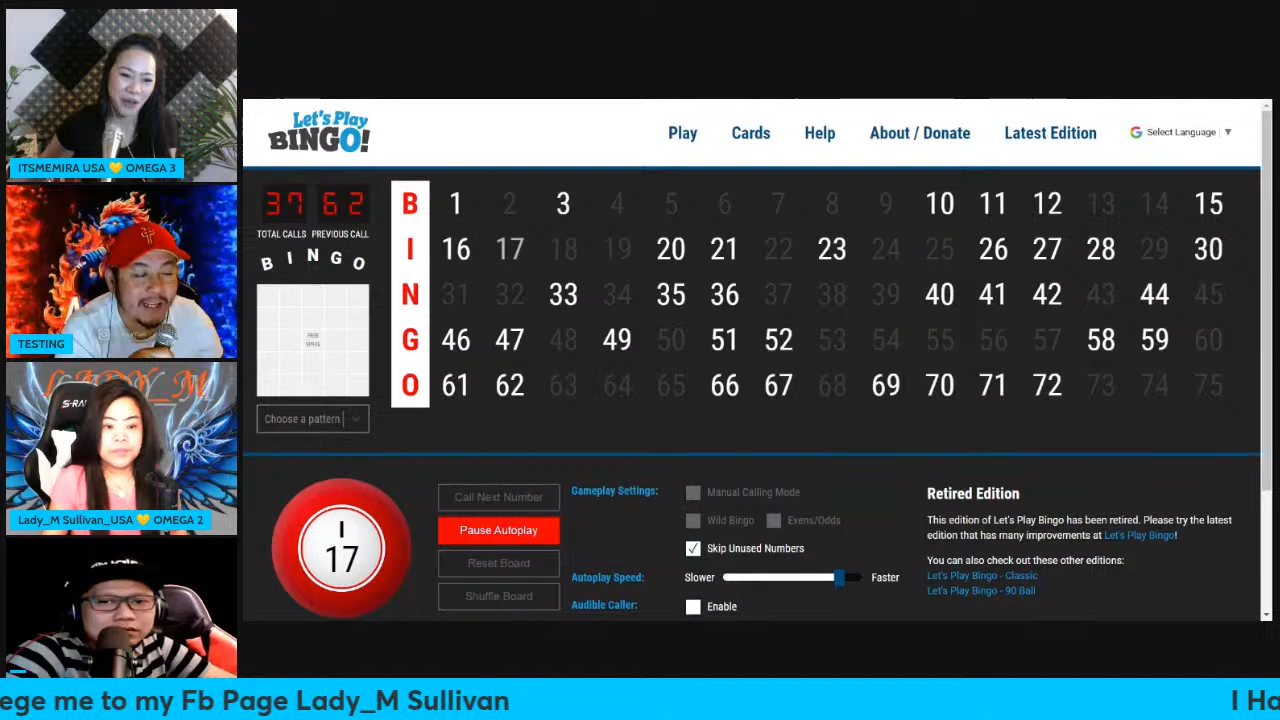 ITSMEMIRA USA 💛 OMEGA 3
TESTING
LADY_M
Lady_M Sullivan_USA 💛 OMEGA 2
Let's Play
BINGO!
Play Cards Help About / Donate Latest Edition Select Language ▼
37 62
TOTAL CALLS PREVIOUS CALL
B I N G O
FREE
SPACE
Choose a pattern
B 1 2 3 4 5 6 7 8 9 10 11 12 13 14 15
I 16 17 18 19 20 21 22 23 24 25 26 27 28 29 30
N 31 32 33 34 35 36 37 38 39 40 41 42 43 44 45
G 46 47 48 49 50 51 52 53 54 55 56 57 58 59 60
O 61 62 63 64 65 66 67 68 69 70 71 72 73 74 75
I
17
Call Next Number
Pause Autoplay
Reset Board
Shuffle Board
Gameplay Settings:
Manual Calling Mode
Wild Bingo Evens/Odds
Skip Unused Numbers
Autoplay Speed: Slower Faster
Audible Caller: Enable
Retired Edition
This edition of Let's Play Bingo has been retired. Please try the latest
edition that has many improvements at Let's Play Bingo!
You can also check out these other editions:
Let's Play Bingo - Classic
Let's Play Bingo - 90 Ball
ege me to my Fb Page Lady_M Sullivan
I Ha